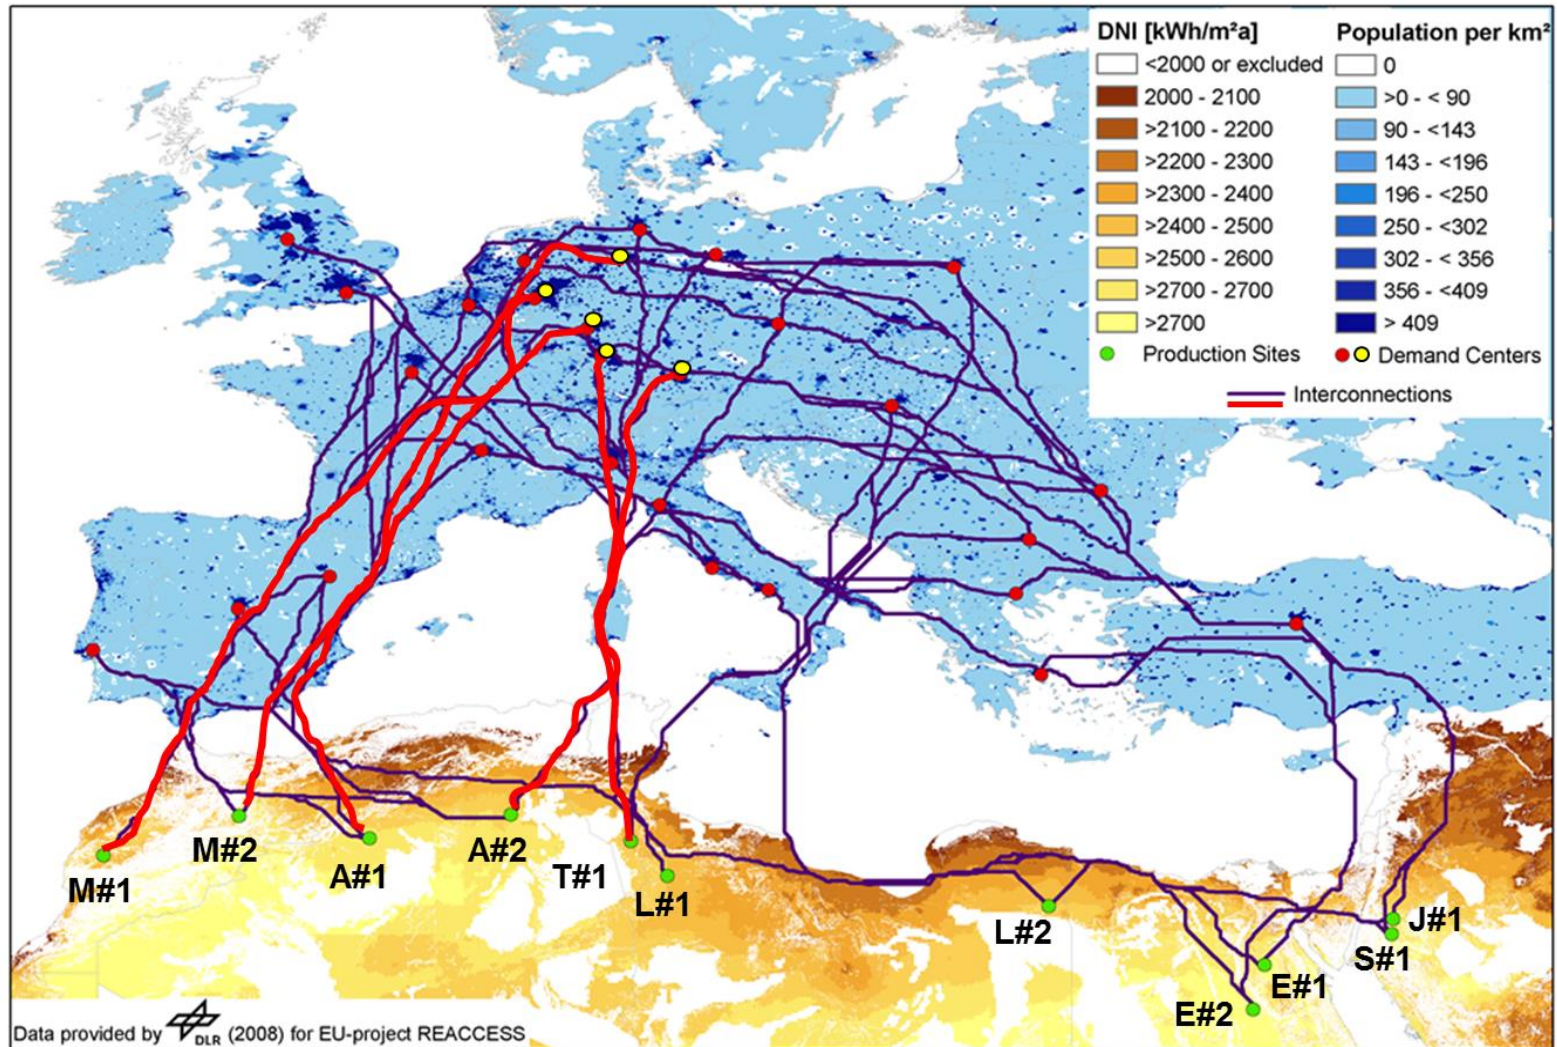 DNI [kWh/m²a]
<2000 or excluded
2000 - 2100
>2100 - 2200
>2200 - 2300
>2300 - 2400
>2400 - 2500
>2500 - 2600
>2700 - 2700
>2700
Production Sites
Population per km²
0
>0 - < 90
90 - <143
143 - <196
196 - <250
250 - <302
302 - < 356
356 - <409
> 409
Demand Centers
Interconnections
M#1
M#2
A#1
A#2
T#1
L#1
L#2
E#2
E#1
S#1
J#1
Data provided by DLR (2008) for EU-project REACCESS